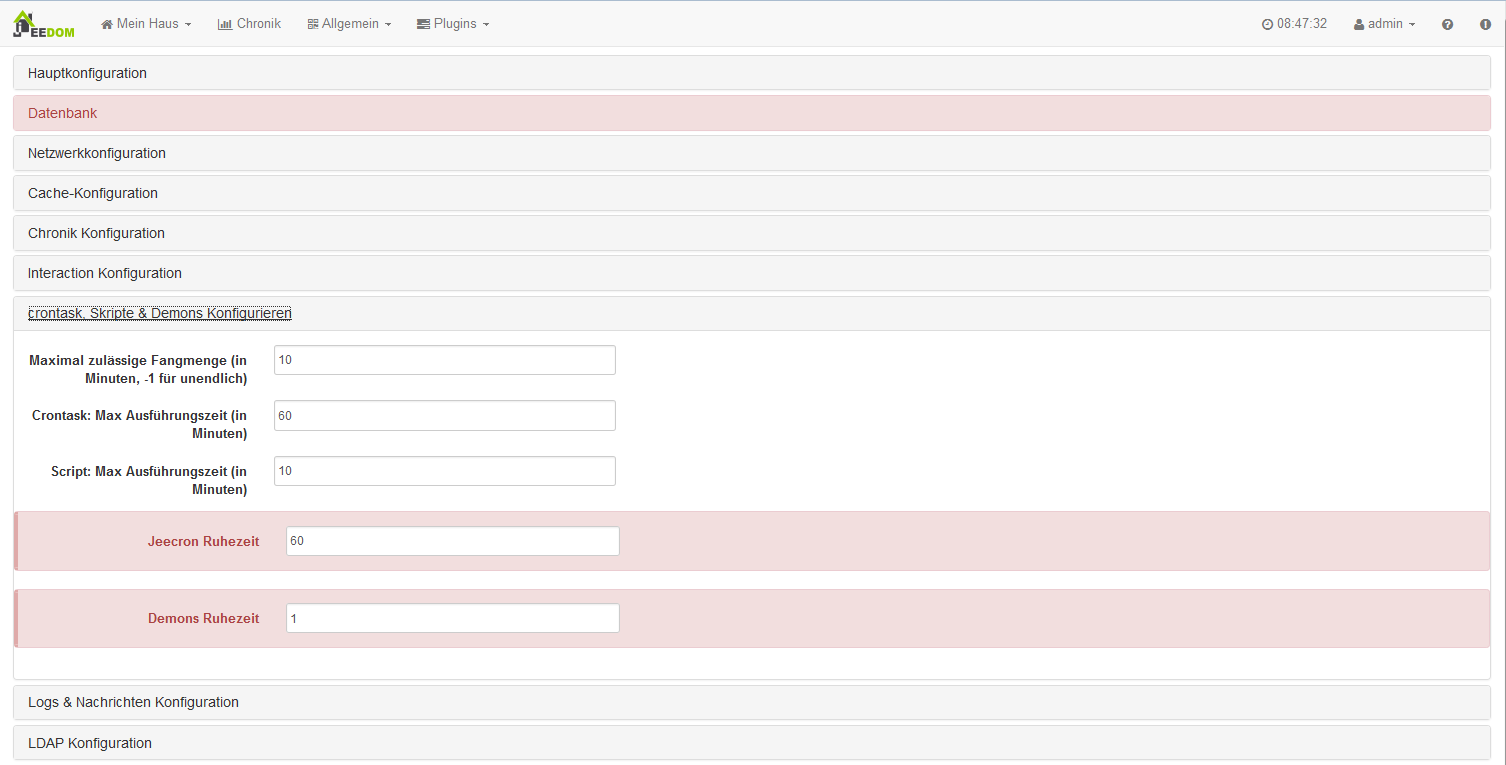 JEEDOM Mein Haus Chronik Allgemein Plugins 08:47:32 admin
Hauptkonfiguration
Datenbank
Netzwerkkonfiguration
Cache-Konfiguration
Chronik Konfiguration
Interaction Konfiguration
crontask, Skripte & Demons Konfigurieren
Maximal zulässige Fangmenge (in
Minuten, -1 für unendlich)
10
Crontask: Max Ausführungszeit (in
Minuten)
60
Script: Max Ausführungszeit (in
Minuten)
10
Jeecron Ruhezeit 60
Demons Ruhezeit 1
Logs & Nachrichten Konfiguration
LDAP Konfiguration